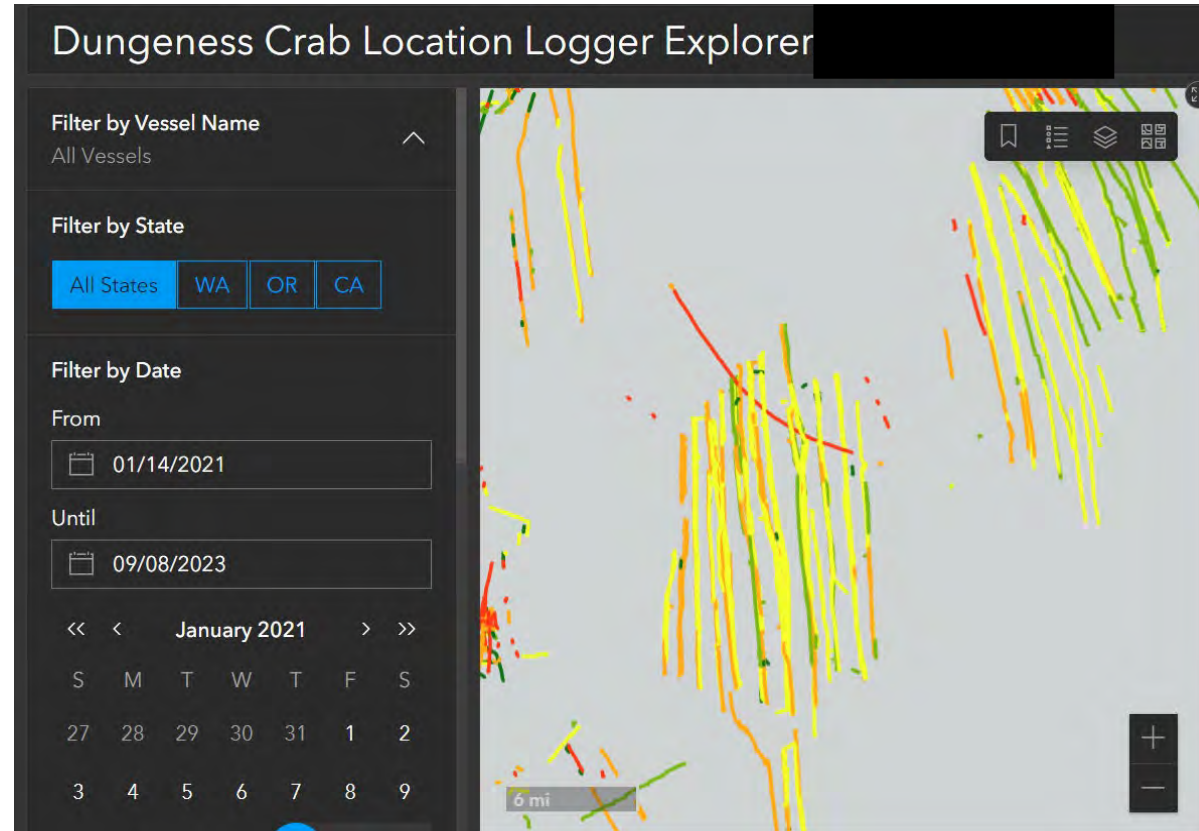 Dungeness Crab Location Logger Explorer
Filter by Vessel Name
All Vessels
Filter by State
All States WA OR CA
Filter by Date
From
01/14/2021
Until
09/08/2023
<< < January 2021 > >>
S M T W T F S
27 28 29 30 31 1 2
3 4 5 6 7 8 9
6 mi